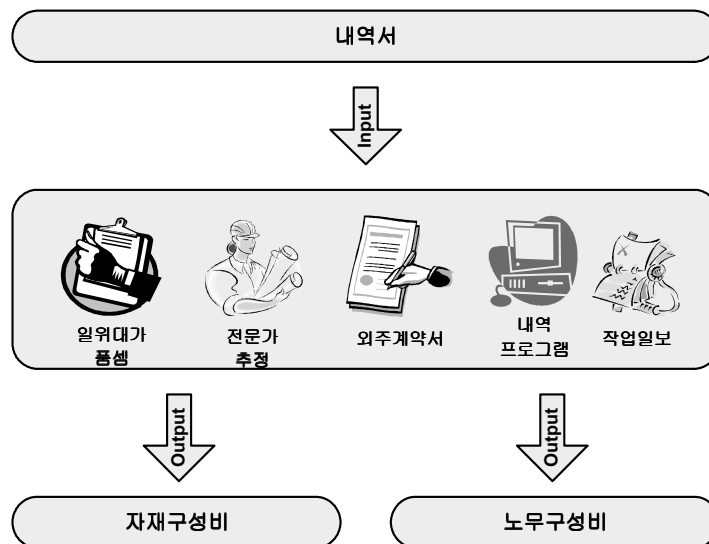 내역서
Input
일위대가
품셈
전문가
추정
외주계약서
내역
프로그램
작업일보
Output
Output
자재구성비
노무구성비